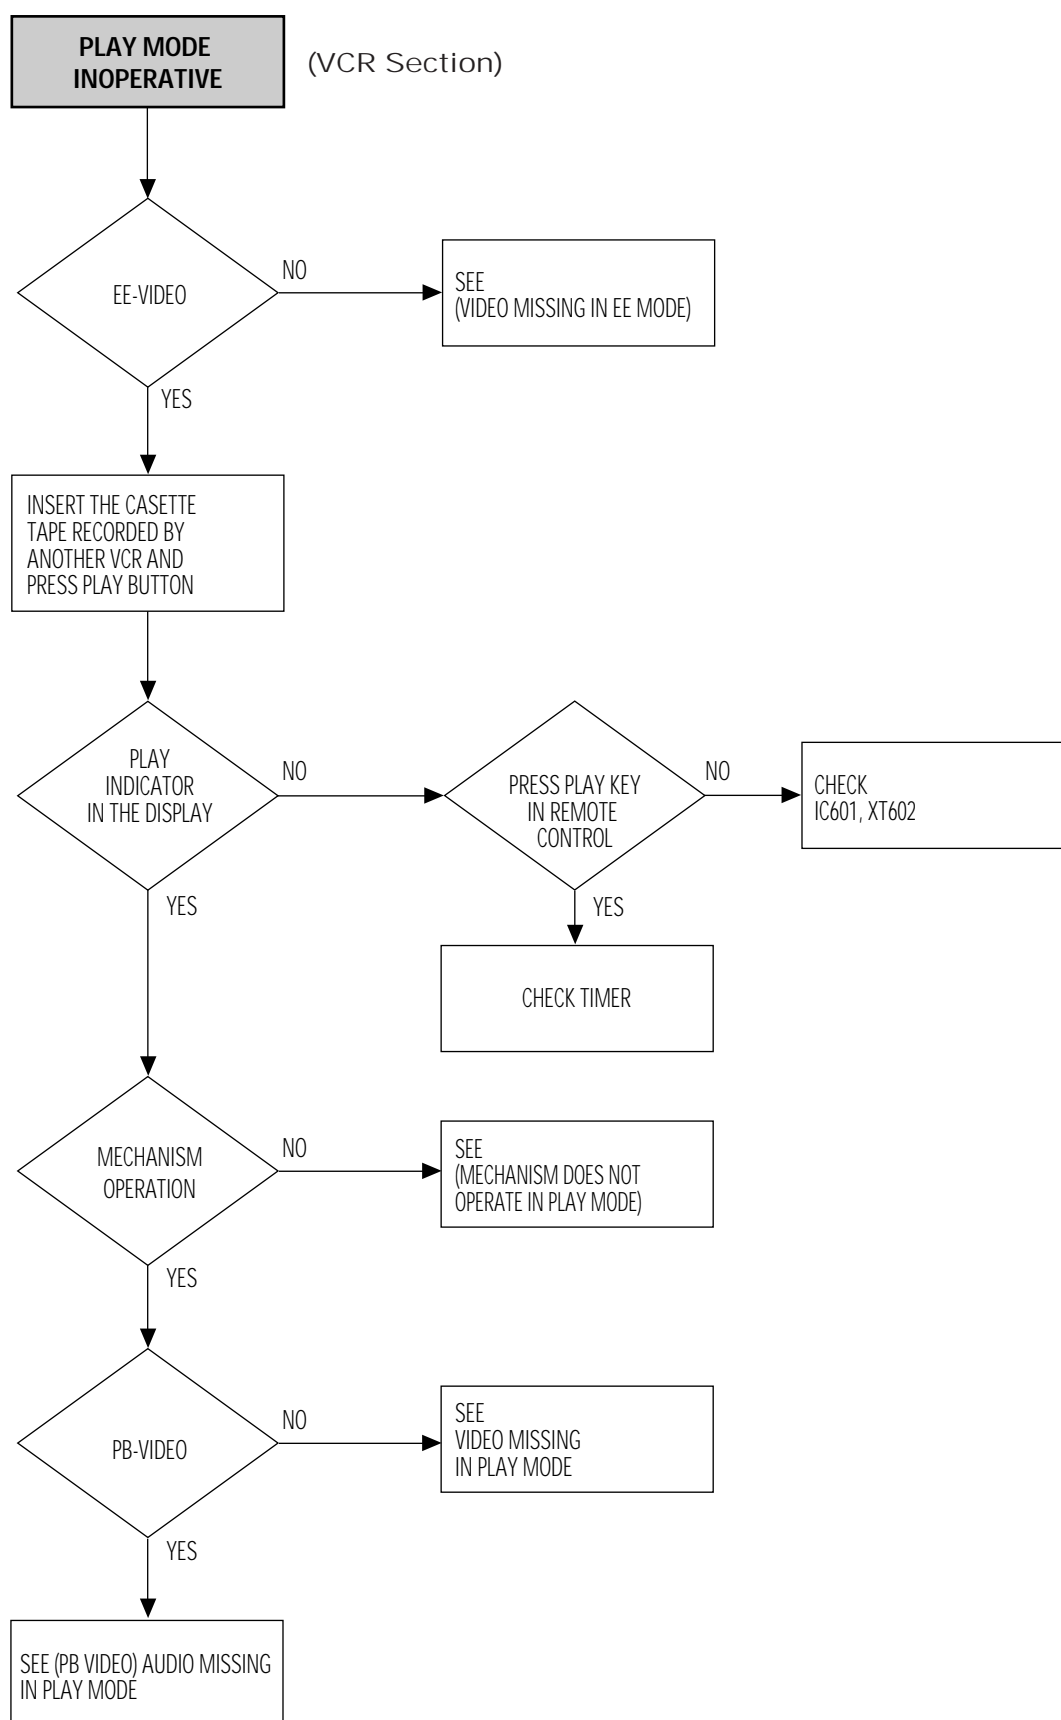 PLAY MODE
INOPERATIVE
(VCR Section)
EE-VIDEO
NO
SEE
(VIDEO MISSING IN EE MODE)
YES
INSERT THE CASETTE
TAPE RECORDED BY
ANOTHER VCR AND
PRESS PLAY BUTTON
PLAY
INDICATOR
IN THE DISPLAY
NO
PRESS PLAY KEY
IN REMOTE
CONTROL
NO
CHECK
IC601, XT602
YES
YES
CHECK TIMER
MECHANISM
OPERATION
NO
SEE
(MECHANISM DOES NOT
OPERATE IN PLAY MODE)
YES
PB-VIDEO
NO
SEE
VIDEO MISSING
IN PLAY MODE
YES
SEE (PB VIDEO) AUDIO MISSING
IN PLAY MODE